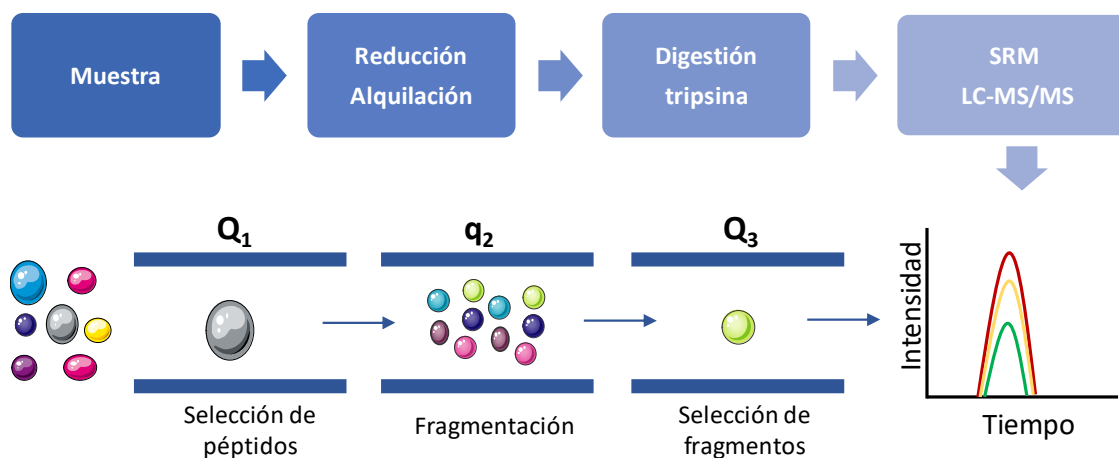 Muestra
Reducción
Alquilación
Digestión
tripsina
SRM
LC-MS/MS
Q1
q2
Q3
Selección de
péptidos
Fragmentación
Selección de
fragmentos
Intensidad
Tiempo